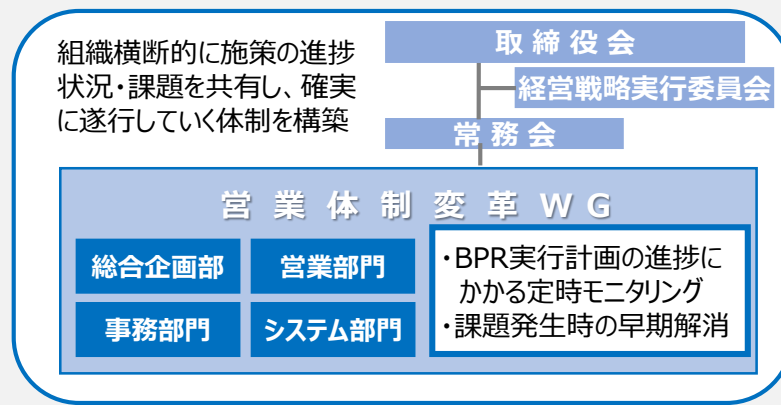 組織横断的に施策の進捗
状況・課題を共有し、確実
に遂行していく体制を構築
取締役会
経営戦略実行委員会
常務会
営業体制変革WG
総合企画部
営業部門
事務部門
システム部門
・BPR実行計画の進捗に
かかる定時モニタリング
・課題発生時の早期解消